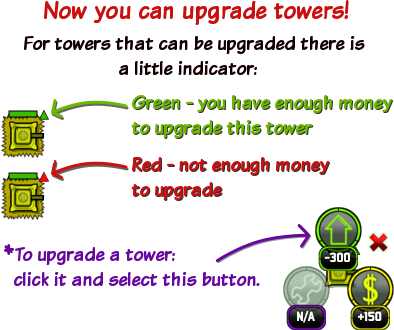 Now you can upgrade towers!
For towers that can be upgraded there is
a little indicator:
Green - you have enough money
to upgrade this tower
Red - not enough money
to upgrade
*To upgrade a tower:
click it and select this button.
-300
N/A
+150